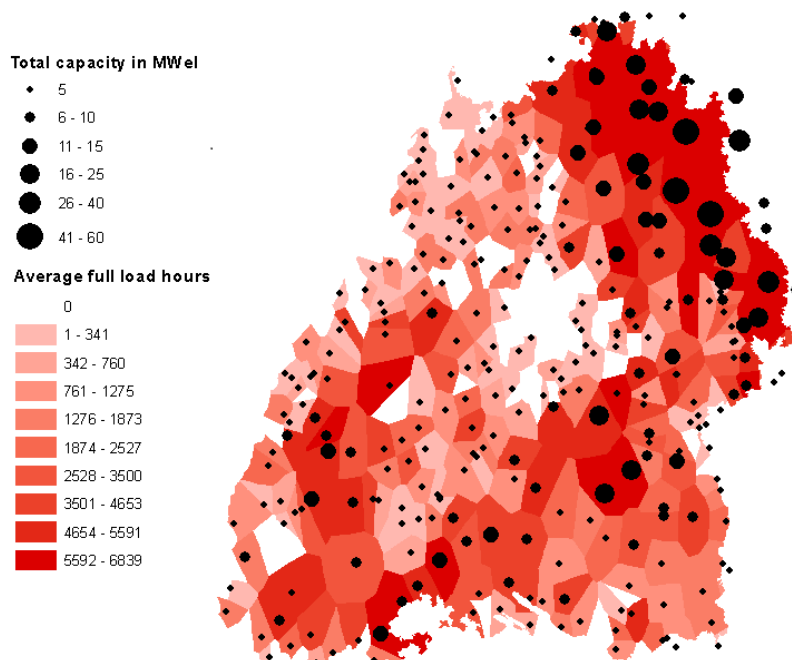 Total capacity in MWel
5
6 - 10
11 - 15
16 - 25
26 - 40
41 - 60
Average full load hours
0
1 - 341
342 - 760
761 - 1275
1276 - 1873
1874 - 2527
2528 - 3500
3501 - 4653
4654 - 5591
5592 - 6839